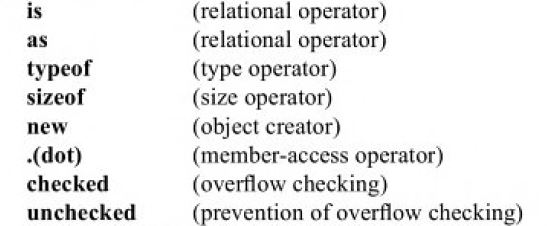 is (relational operator)
as (relational operator)
typeof (type operator)
sizeof (size operator)
new (object creator)
.(dot) (member-access operator)
checked (overflow checking)
unchecked (prevention of overflow checking)